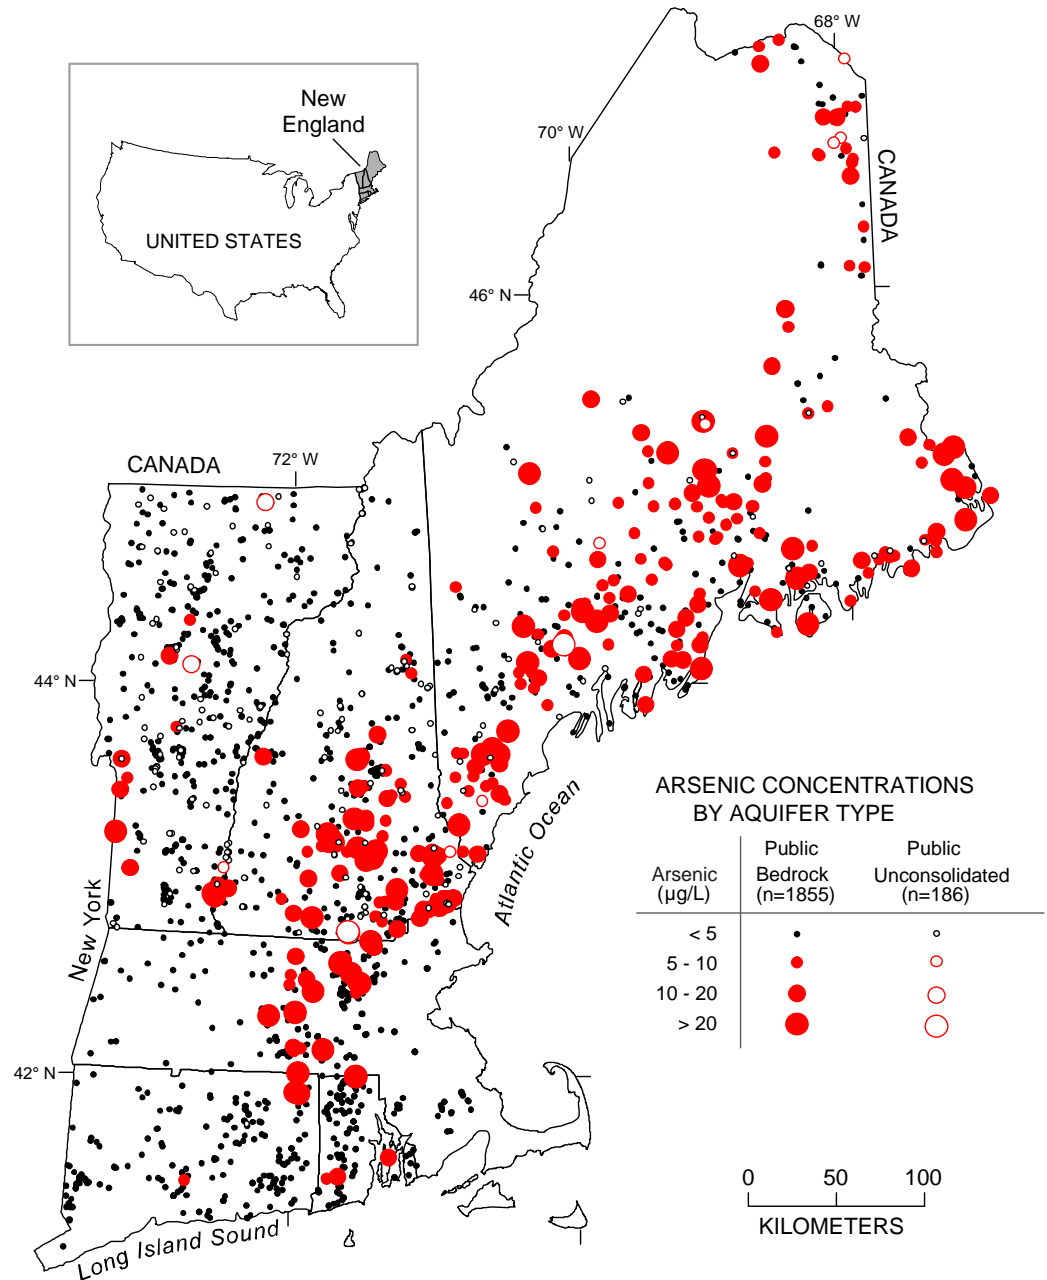 68° W
New
England
70° W
CANADA
UNITED STATES
46° N
CANADA
72° W
44° N
ARSENIC CONCENTRATIONS
BY AQUIFER TYPE
Atlantic Ocean
Arsenic
(µg/L)
Public
Bedrock
(n=1855)
Public
Unconsolidated
(n=186)
< 5
5 - 10
10 - 20
> 20
New York
42° N
0 50 100
KILOMETERS
Long Island Sound